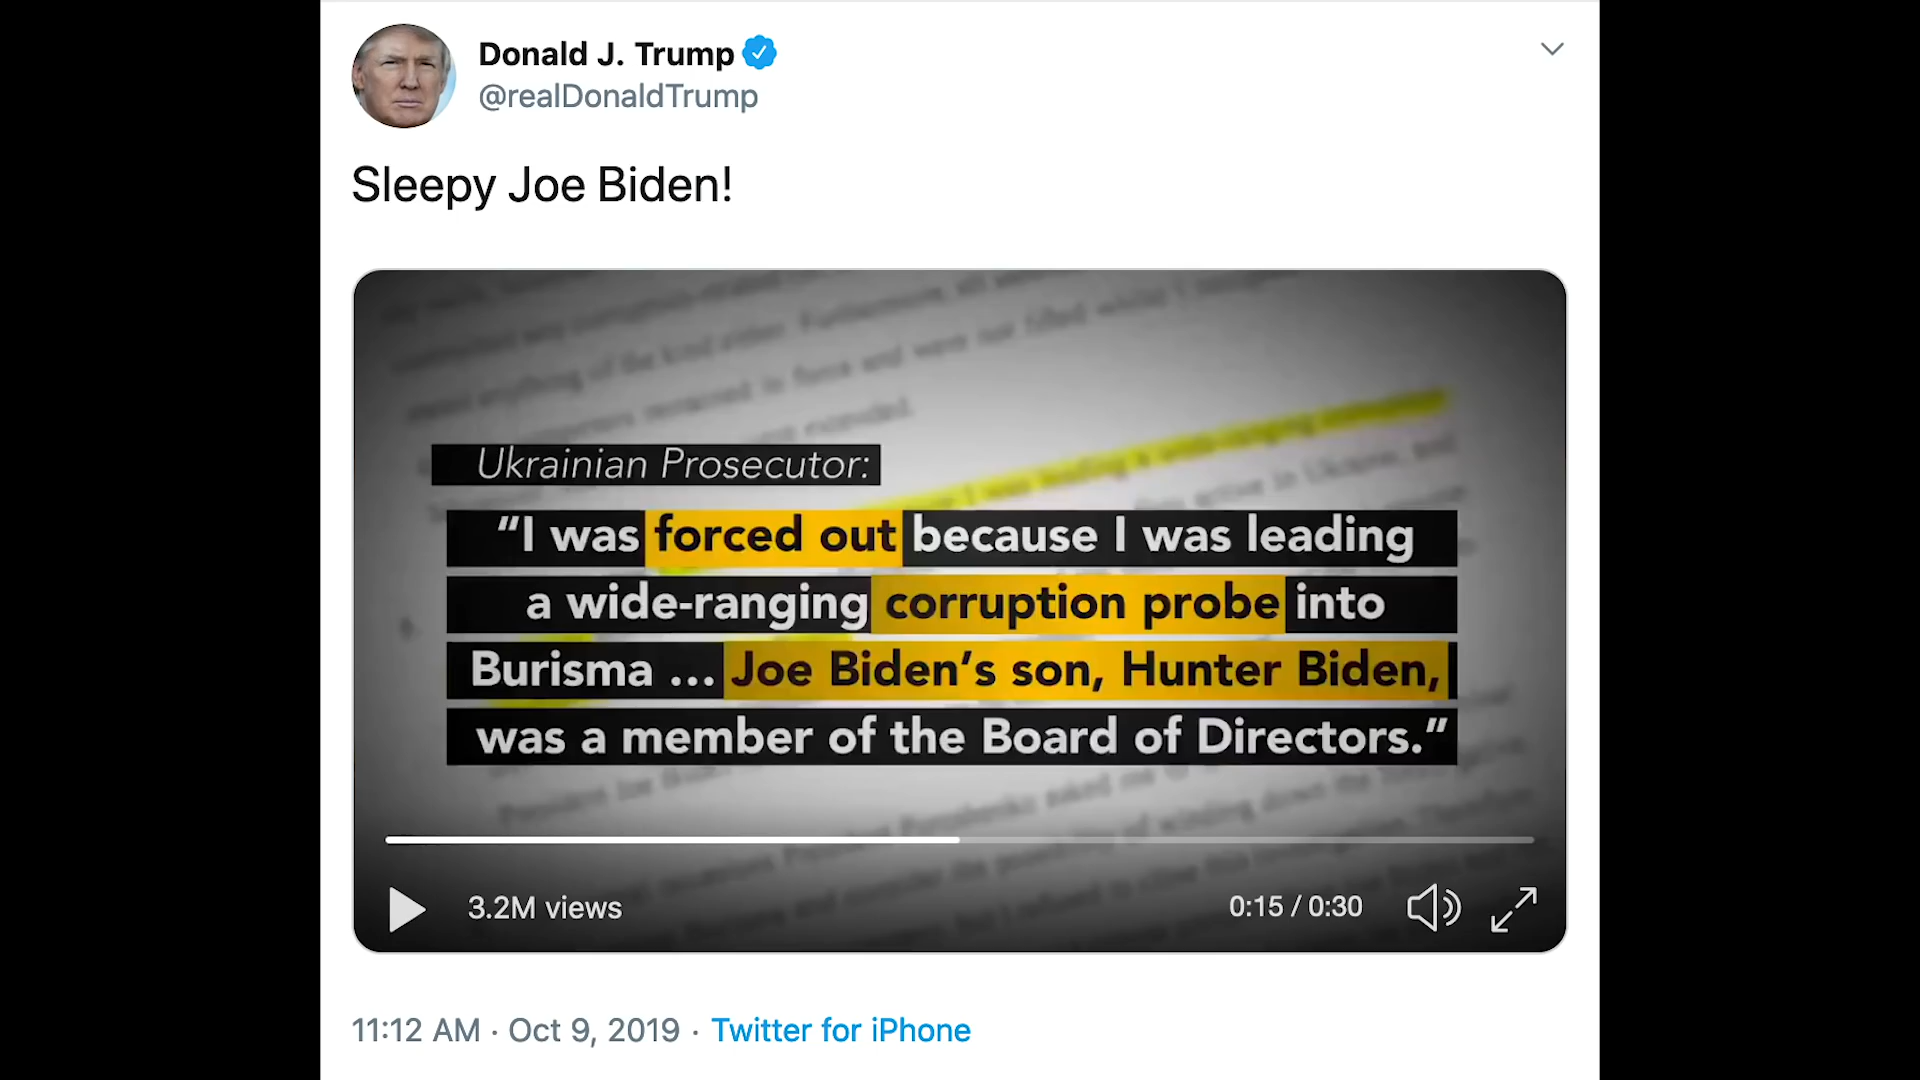 Donald J. Trump
@realDonaldTrump
Sleepy Joe Biden!
Ukrainian Prosecutor:
“I was forced out because I was leading
a wide-ranging corruption probe into
Burisma ... Joe Biden’s son, Hunter Biden,
was a member of the Board of Directors.“
3.2M views
0:15 / 0:30
11:12 AM · Oct 9, 2019 · Twitter for iPhone